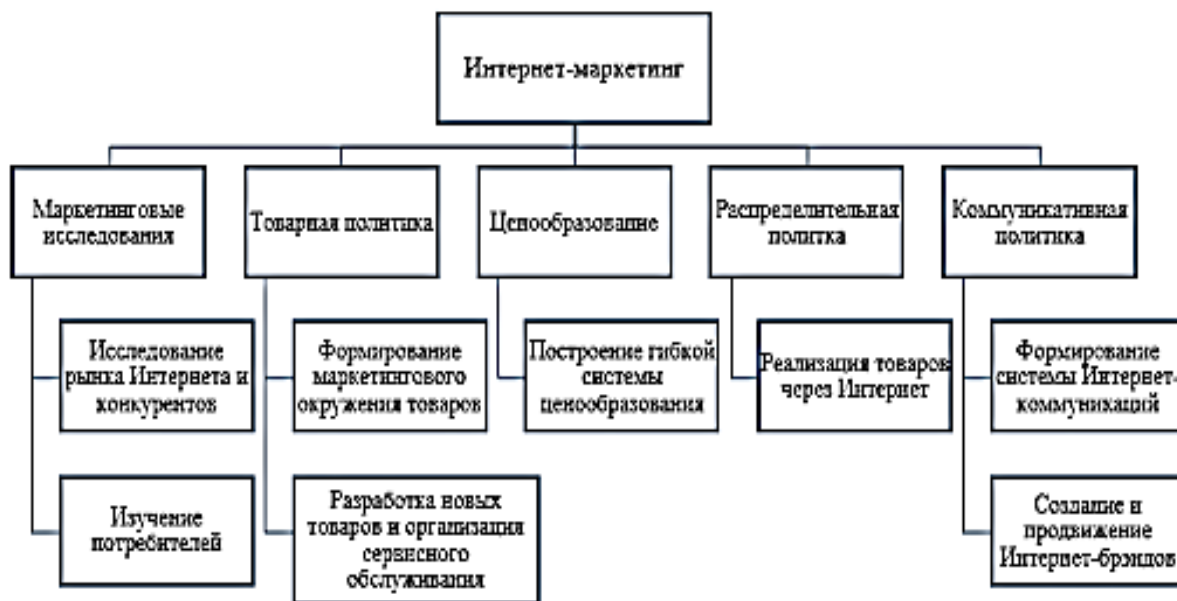 Интернет-маркетинг
Маркетинговые
исследования
Товарная политика
Ценообразование
Распределительная
политка
Коммуникативная
политика
Исследование
рынка Интернета и
конкурентов
Формирование
маркетингового
окружения товаров
Построение гибкой
системы
ценообразования
Реализация товаров
через Интернет
Формирование
системы Интернет-
коммуникаций
Изучение
потребителей
Разработка новых
товаров и организация
сервисного
обслуживания
Создание и
продвижение
Интернет-брэндов